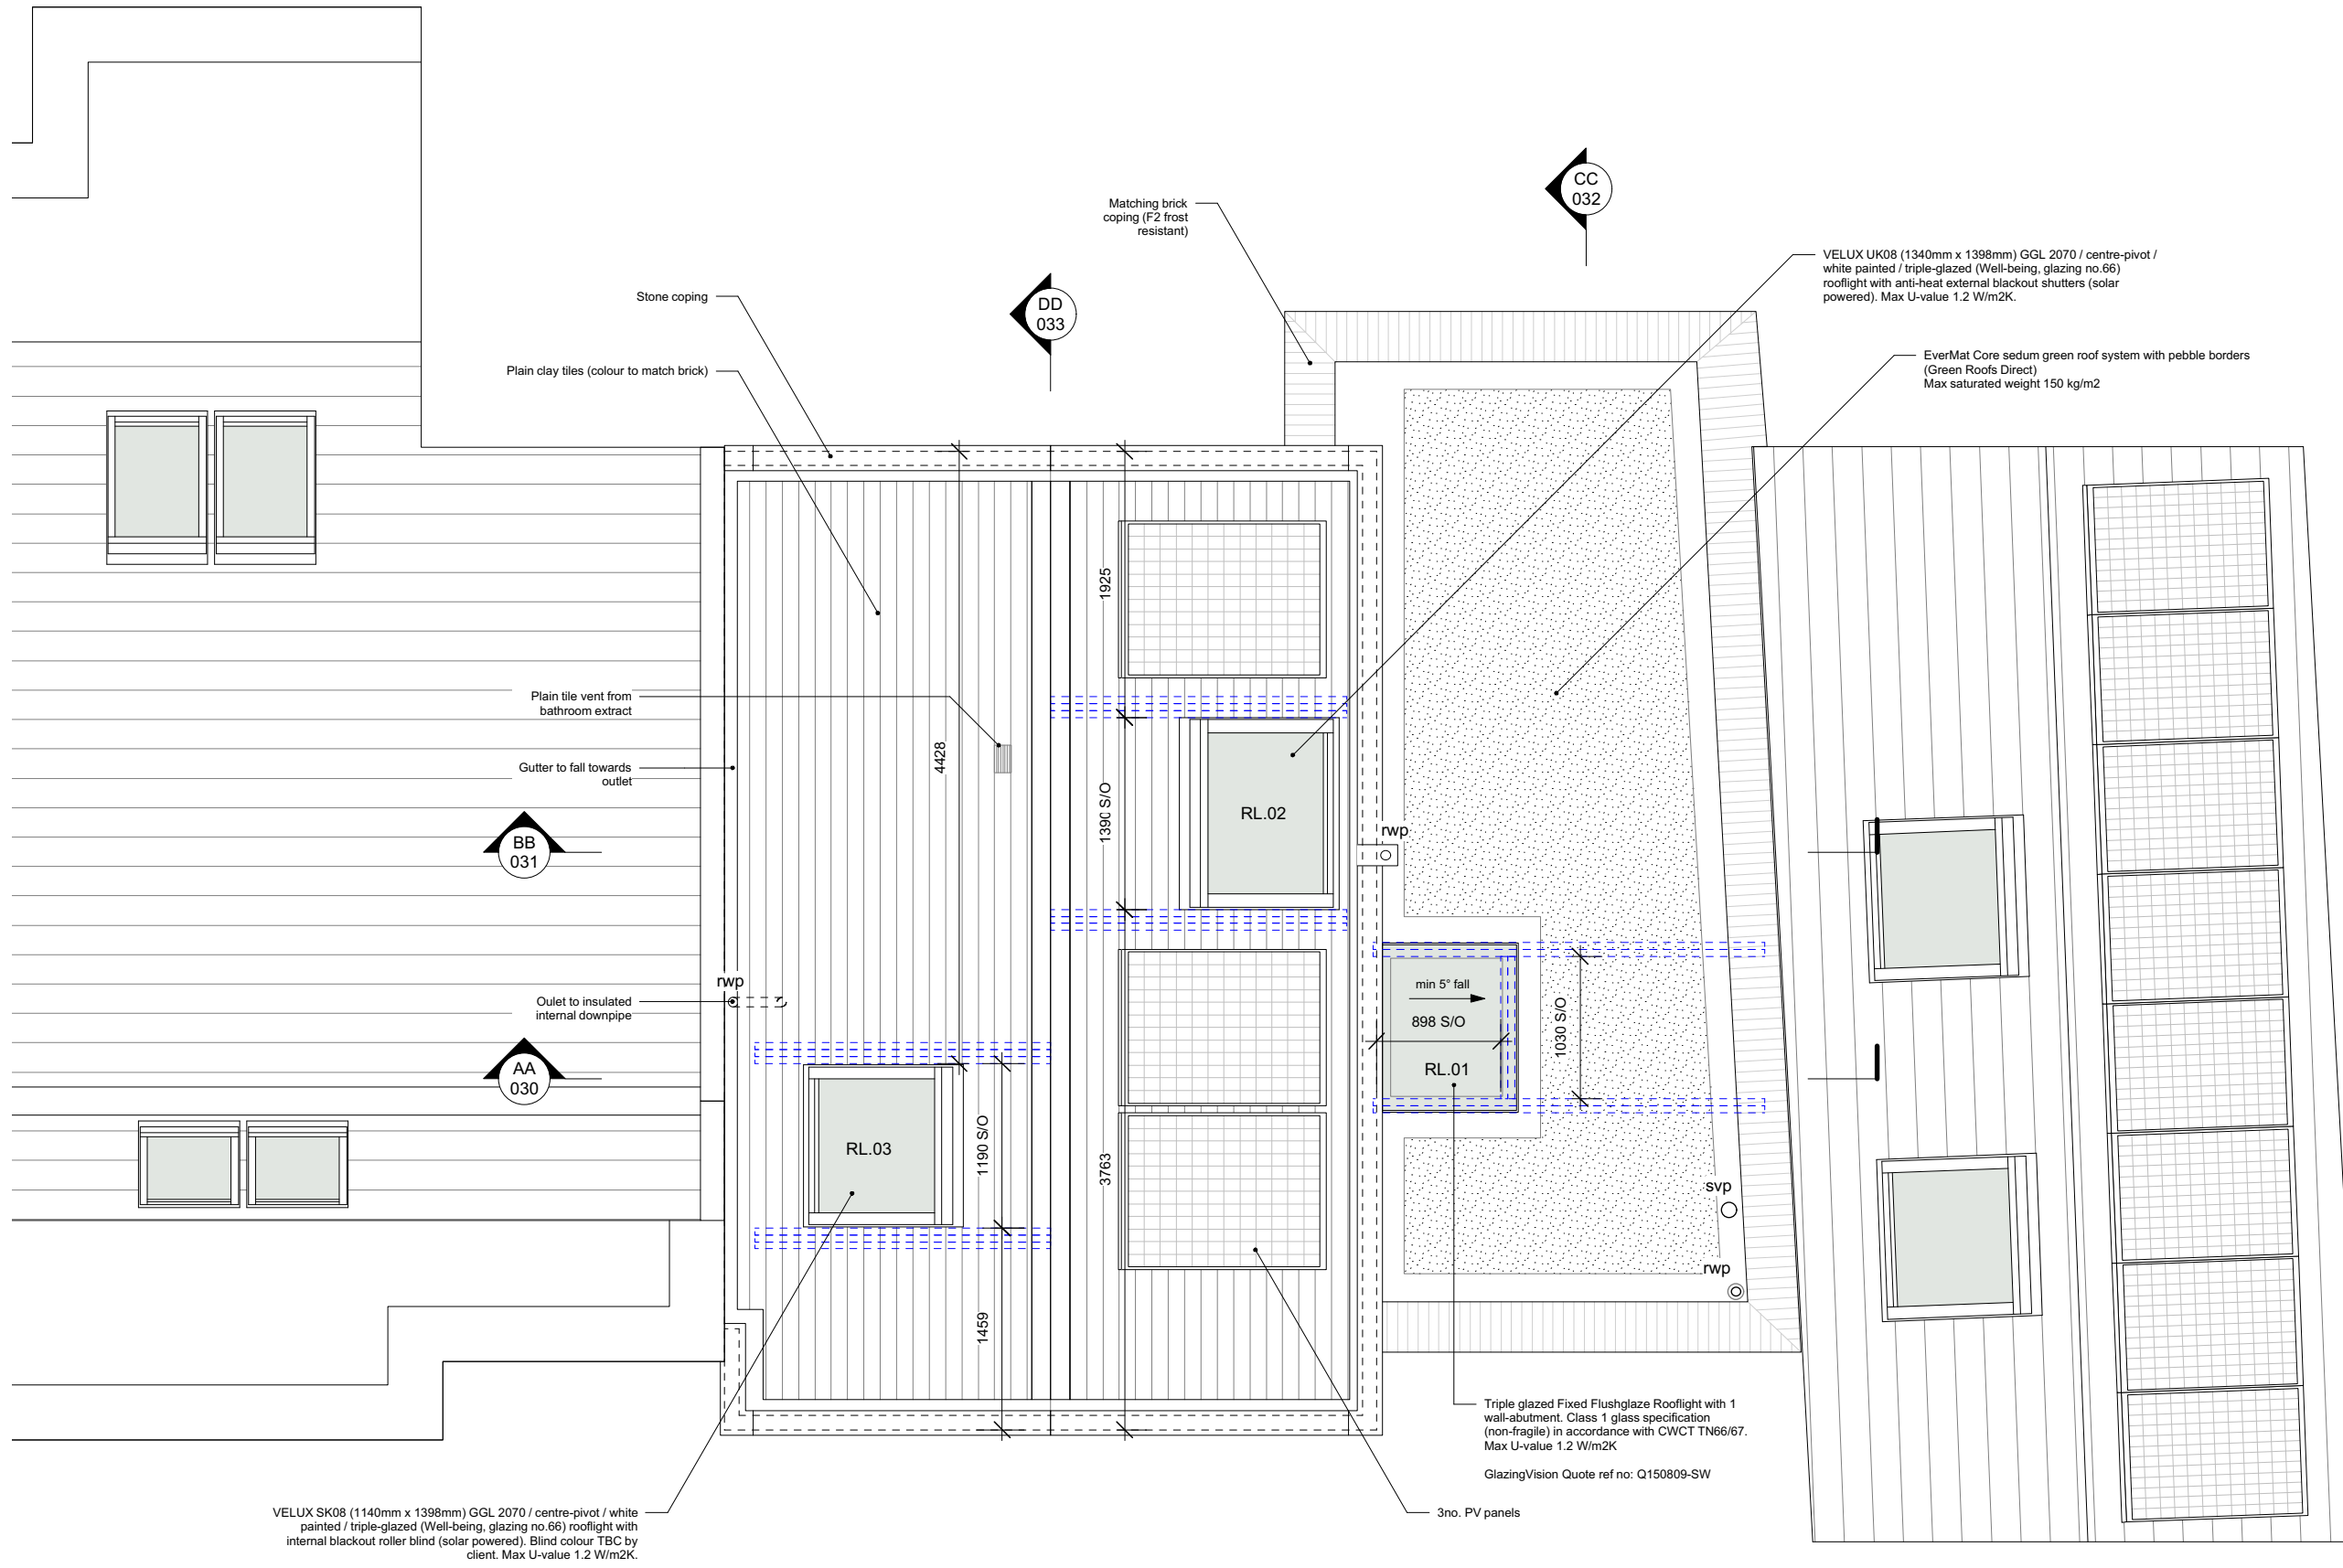 CC
032
Matching brick
coping (F2 frost
resistant)
VELUX UK08 (1340mm x 1398mm) GGL 2070 / centre-pivot /
white painted / triple-glazed (Well-being, glazing no.66)
rooflight with anti-heat external blackout shutters (solar
powered). Max U-value 1.2 W/m2K.
Stone coping
DD
033
EverMat Core sedum green roof system with pebble borders
(Green Roofs Direct)
Max saturated weight 150 kg/m2
Plain clay tiles (colour to match brick)
1925
Plain tile vent from
bathroom extract
4428
Gutter to fall towards
outlet
1390 S/O
RL.02
rwp
BB
031
rwp
Oulet to insulated
internal downpipe
min 5° fall
898 S/O
1030 S/O
RL.01
AA
030
RL.03
1190 S/O
3763
svp
rwp
1459
Triple glazed Fixed Flushglaze Rooflight with 1
wall-abutment. Class 1 glass specification
(non-fragile) in accordance with CWCT TN66/67.
Max U-value 1.2 W/m2K
GlazingVision Quote ref no: Q150809-SW
VELUX SK08 (1140mm x 1398mm) GGL 2070 / centre-pivot / white
painted / triple-glazed (Well-being, glazing no.66) rooflight with
internal blackout roller blind (solar powered). Blind colour TBC by
client. Max U-value 1.2 W/m2K.
3no. PV panels